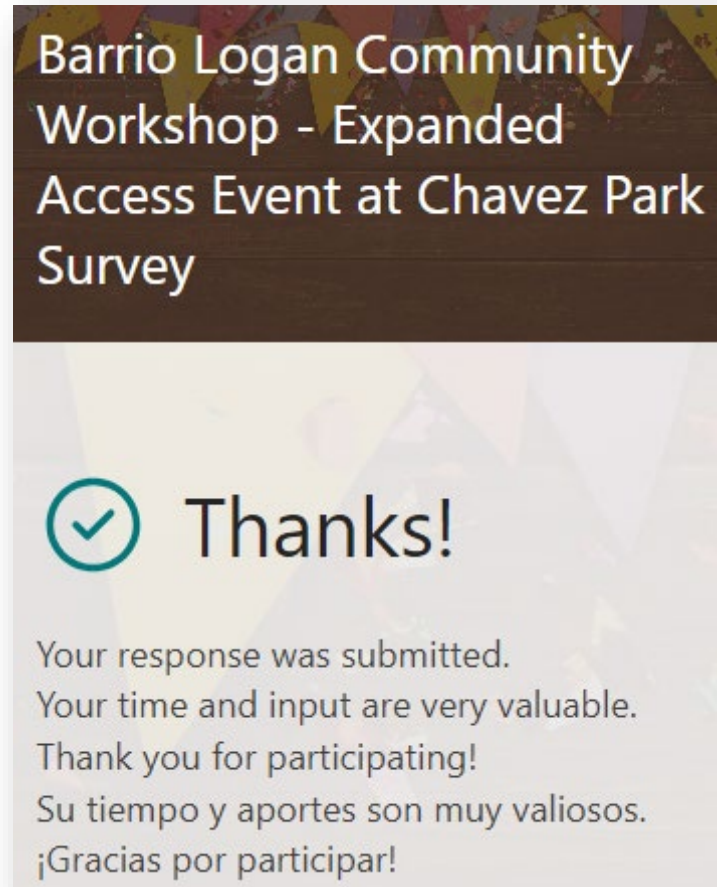 Barrio Logan Community
Workshop - Expanded
Access Event at Chavez Park
Survey
Thanks!
Your response was submitted.
Your time and input are very valuable.
Thank you for participating!
Su tiempo y aportes son muy valiosos.
¡Gracias por participar!